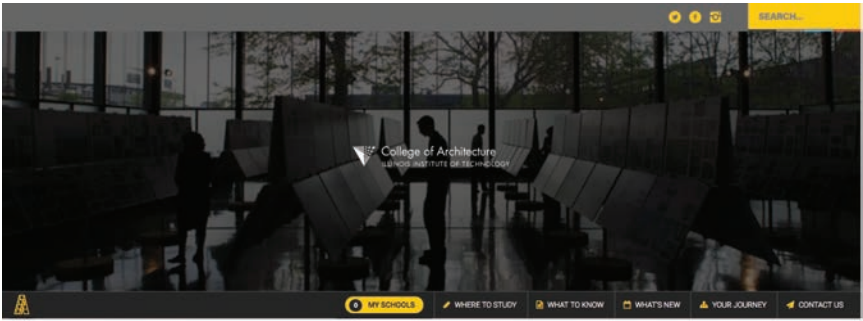 SEARCH...
College of Architecture
ILLINOIS INSTITUTE OF TECHNOLOGY
0 MY SCHOOLS WHERE TO STUDY WHAT TO KNOW WHAT'S NEW YOUR JOURNEY CONTACT US